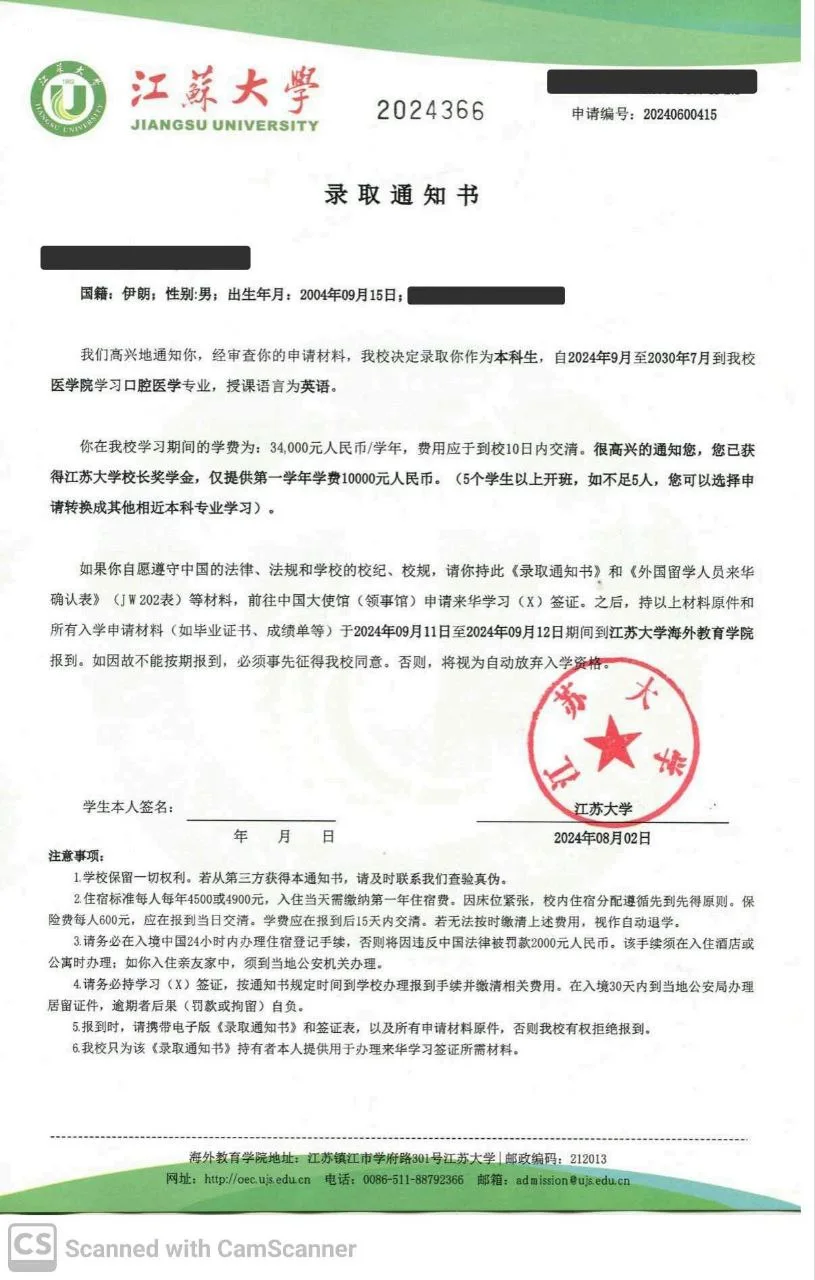 江蘇大學
JIANGSU UNIVERSITY
2024366
申请编号：20240600415
录取通知书
国籍：伊朗；性别:男；出生年月：2004年09月15日；
我们高兴地通知你，经审查你的申请材料，我校决定录取你作为本科生，自2024年9月至2030年7月到我校
医学院学习口腔医学专业，授课语言为英语。
你在我校学习期间的学费为：34,000元人民币/学年，费用应于到校10日内交清。很高兴的通知您，您已获
得江苏大学校长奖学金，仅提供第一学年学费10000元人民币。（5个学生以上开班，如不足5人，您可以选择申
请转换成其他相近本科专业学习）。
如果你自愿遵守中国的法律、法规和学校的校纪、校规，请你持此《录取通知书》和《外国留学人员来华
确认表》（JW202表）等材料，前往中国大使馆（领事馆）申请来华学习（X）签证。之后，持以上材料原件和
所有入学申请材料（如毕业证书、成绩单等）于2024年09月11日至2024年09月12日期间到江苏大学海外教育学院
报到。如因故不能按期报到，必须事先征得我校同意。否则，将视为自动放弃入学资格。
江苏大学
学生本人签名：
江苏大学
年 月 日
2024年08月02日
注意事项：
1.学校保留一切权利。若从第三方获得本通知书，请及时联系我们查验真伪。
2.住宿标准每人每年4500或4900元，入住当天需缴纳第一年住宿费。因床位紧张，校内住宿分配遵循先到先得原则。保
险费每人600元，应在报到当日交清。学费应在报到后15天内交清。若无法按时缴清上述费用，视作自动退学。
3.请务必在入境中国24小时内办理住宿登记手续，否则将因违反中国法律被罚款2000元人民币。该手续须在入住酒店或
公寓时办理；如你入住亲友家中，须到当地公安机关办理。
4.请务必持学习（X）签证，按通知书规定时间到学校办理报到手续并缴清相关费用。在入境30天内到当地公安局办理
居留证件，逾期者后果（罚款或拘留）自负。
5.报到时，请携带电子版《录取通知书》和签证表，以及所有申请材料原件，否则我校有权拒绝报到。
6.我校只为该《录取通知书》持有者本人提供用于办理来华学习签证所需材料。
海外教育学院地址：江苏镇江市学府路301号江苏大学|邮政编码：212013
网址：http://oec.ujs.edu.cn 电话：0086-511-88792366 邮箱：admission@ujs.edu.cn
CS Scanned with CamScanner